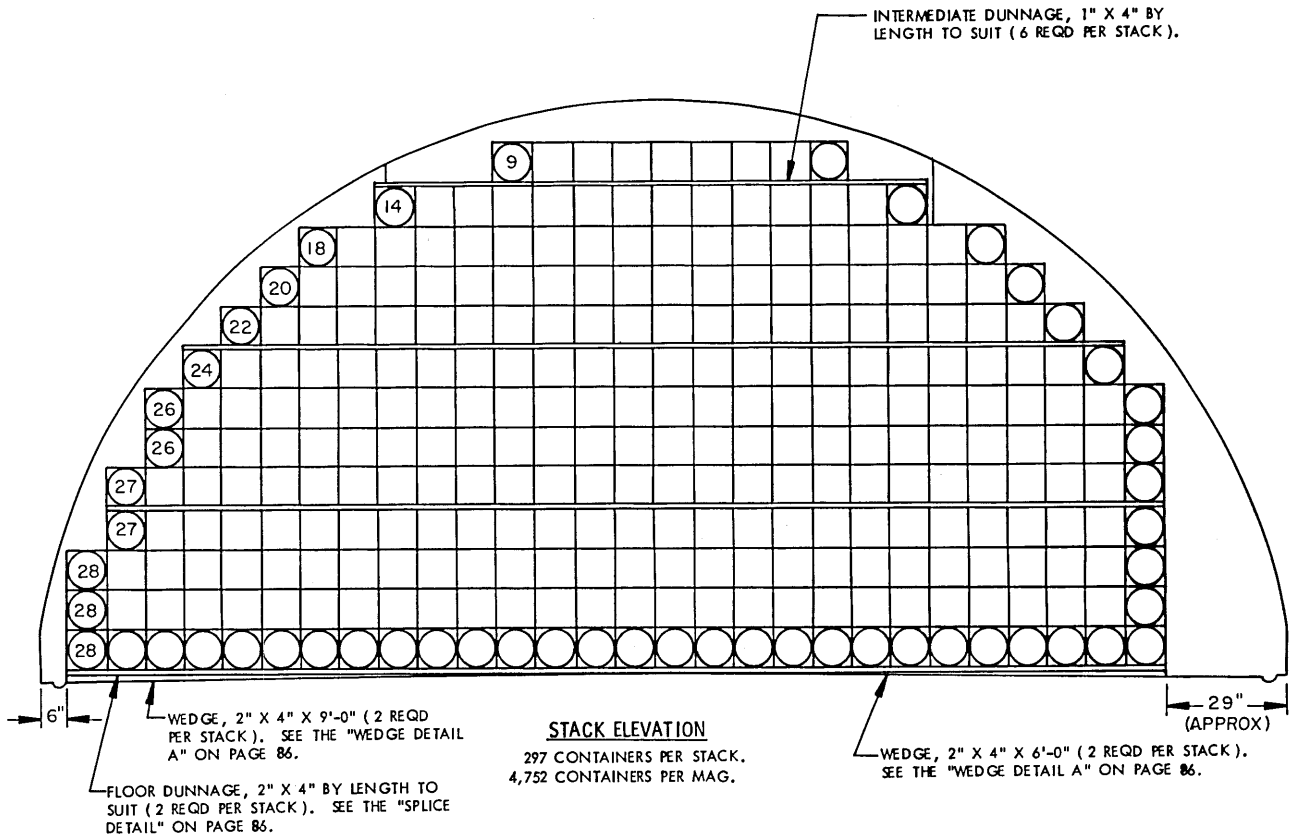 INTERMEDIATE DUNNAGE, 1" X 4" BY
LENGTH TO SUIT (6 REQD PER STACK).
9
14
18
20
22
24
26
26
27
27
28
28
28
6"
29"
(APPROX)
WEDGE, 2" X 4" X 9'-0" (2 REQD
PER STACK). SEE THE "WEDGE DETAIL
A" ON PAGE 86.
STACK ELEVATION
297 CONTAINERS PER STACK.
4,752 CONTAINERS PER MAG.
WEDGE, 2" X 4" X 6'-0" (2 REQD PER STACK).
SEE THE "WEDGE DETAIL A" ON PAGE 86.
FLOOR DUNNAGE, 2" X 4" BY LENGTH TO
SUIT (2 REQD PER STACK). SEE THE "SPLICE
DETAIL" ON PAGE 86.